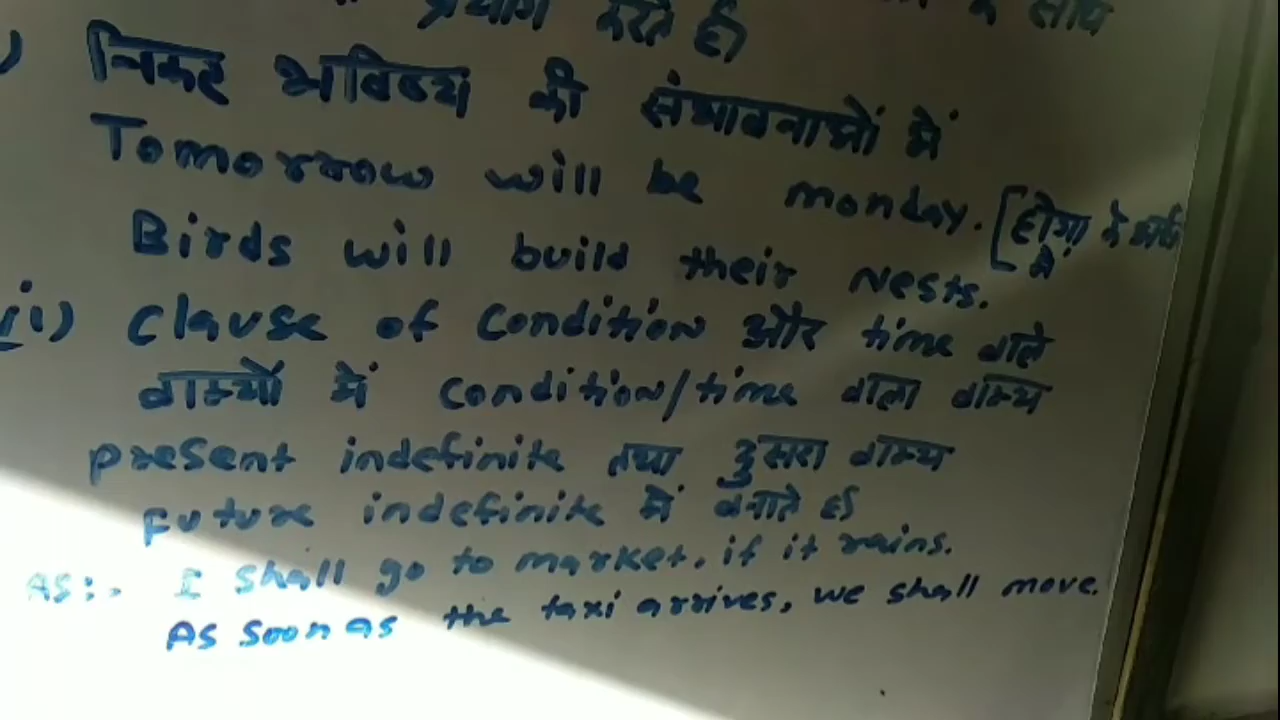 प्रयोग करते है।
) निकट भविष्य की संभावनाओं में
Tomorrow will be monday. [होगा के अर्थ में
Birds will build their Nests.
ii) Clause of Condition और time वाले
वाक्यों में Condition/time वाला वाक्य
present indefinite तथा दुसरा वाक्य
Future indefinite में बनाते है
As:- I shall go to market, if it rains.
As soon as the taxi arrives, we shall move.